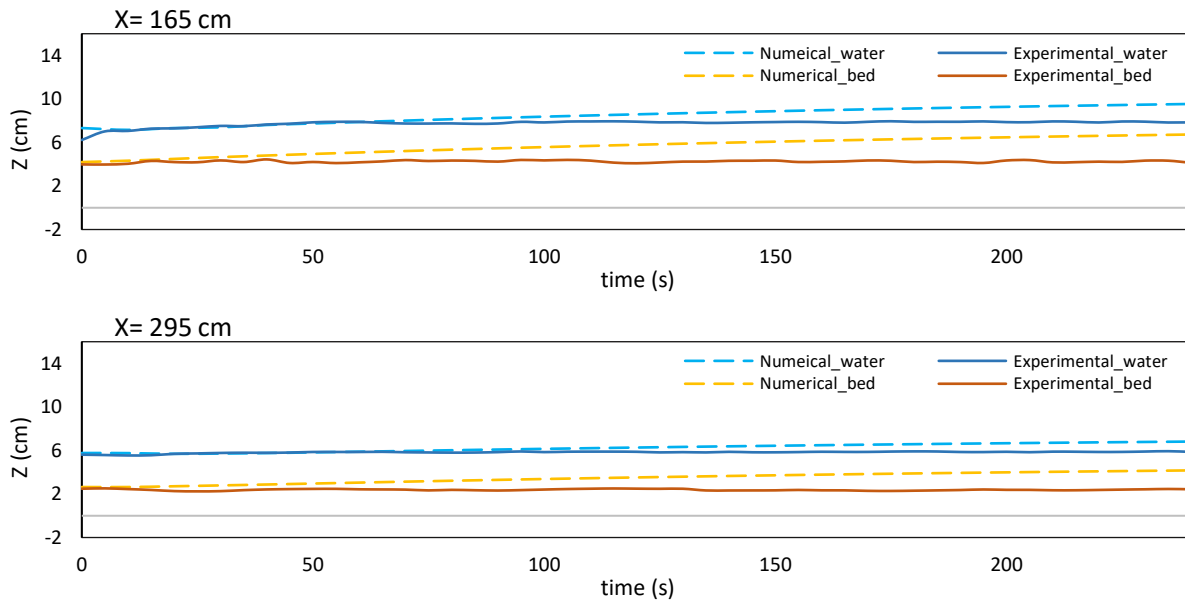 X= 165 cm
14
10
6
2
-2
Z (cm)
Numeical_water
Experimental_water
Numerical_bed
Experimental_bed
0
50
100
150
200
time (s)
X= 295 cm
14
10
6
2
-2
Z (cm)
Numeical_water
Experimental_water
Numerical_bed
Experimental_bed
0
50
100
150
200
time (s)